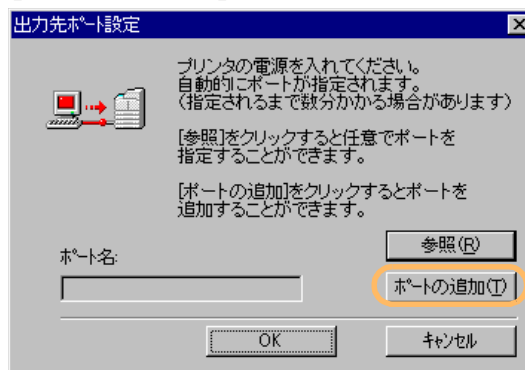 出力先ﾎﾟｰﾄ設定
プリンタの電源を入れてください。
自動的にポートが指定されます。
（指定されるまで数分かかる場合があります）
[参照]をクリックすると任意でポートを
指定することができます。
[ポートの追加]をクリックするとポートを
追加することができます。
参照(R)
ﾎﾟｰﾄ名:
ﾎﾟｰﾄの追加(T)
OK
ｷｬﾝｾﾙ